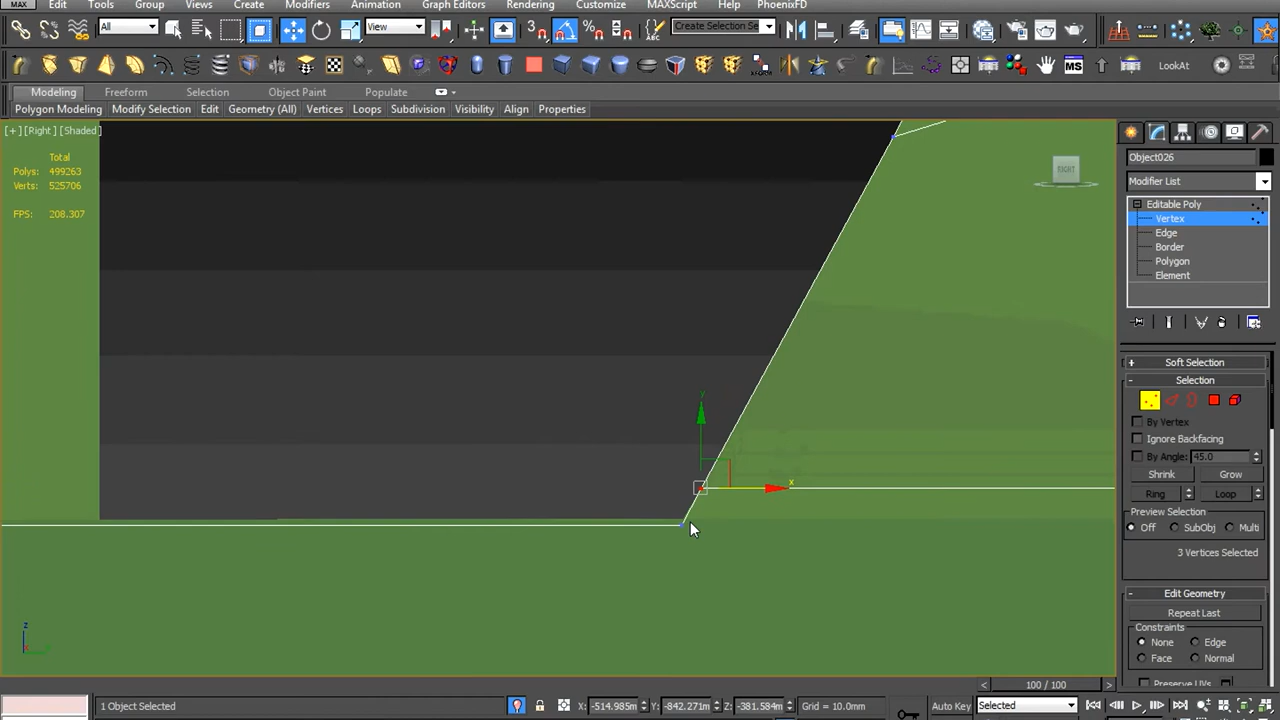 MAX Edit Tools Group Views Create Modifiers Animation Graph Editors Rendering Customize MAXScript Help PhoenixFD
All View 3 Create Selection Se
MS LookAt
Modeling Freeform Selection Object Paint Populate
Polygon Modeling Modify Selection Edit Geometry (All) Vertices Loops Subdivision Visibility Align Properties
[+] [Right] [Shaded]
Total
Polys: 499263
Verts: 525706
FPS: 208.307
RIGHT
y
x
z
Object026
Modifier List
Editable Poly
Vertex
Edge
Border
Polygon
Element
+ Soft Selection
- Selection
By Vertex
Ignore Backfacing
By Angle: 45.0
Shrink Grow
Ring Loop
Preview Selection
Off SubObj Multi
3 Vertices Selected
- Edit Geometry
Repeat Last
Constraints
None Edge
Face Normal
Preserve UVs
< 100 / 100 >
1 Object Selected X: -514.985m Y: -842.271m Z: -381.584m Grid = 10.0mm Auto Key Selected